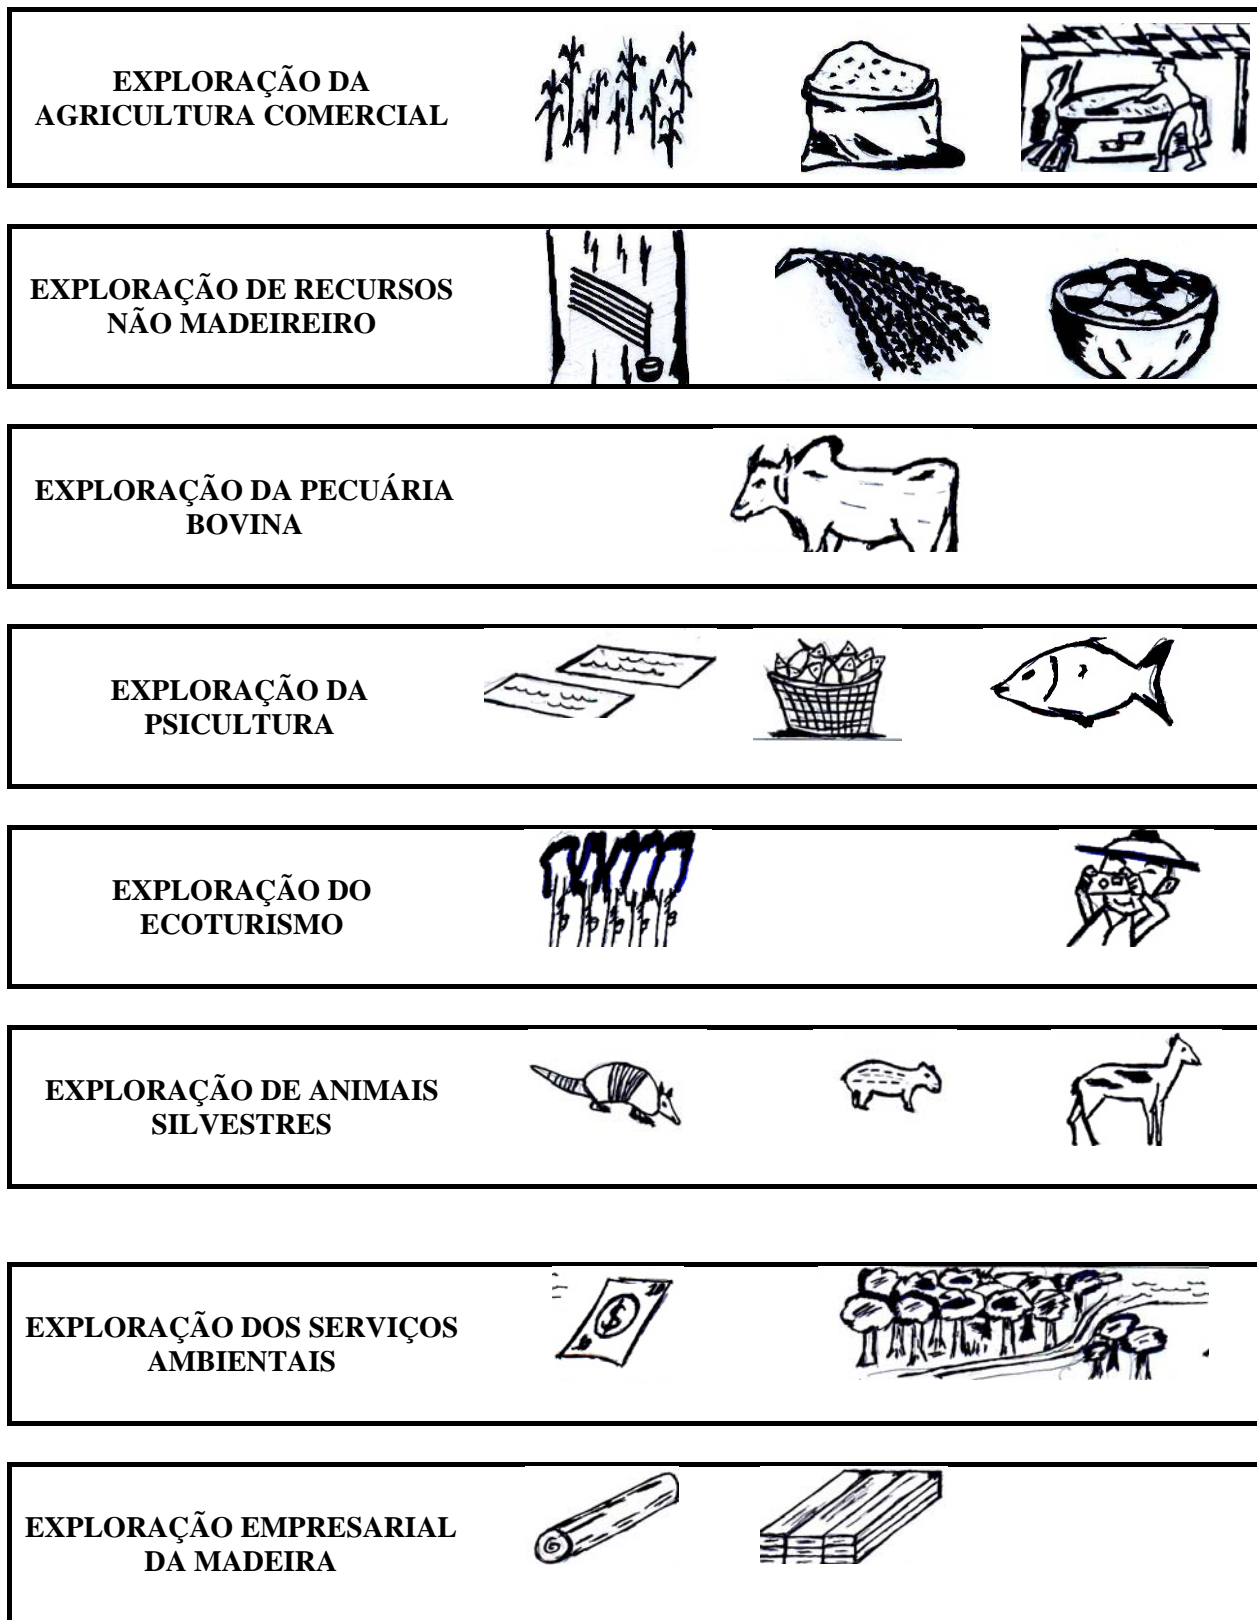 EXPLORAÇÃO DA
AGRICULTURA COMERCIAL
EXPLORAÇÃO DE RECURSOS
NÃO MADEIREIRO
EXPLORAÇÃO DA PECUÁRIA
BOVINA
EXPLORAÇÃO DA
PSICULTURA
EXPLORAÇÃO DO
ECOTURISMO
EXPLORAÇÃO DE ANIMAIS
SILVESTRES
EXPLORAÇÃO DOS SERVIÇOS
AMBIENTAIS
$
EXPLORAÇÃO EMPRESARIAL
DA MADEIRA